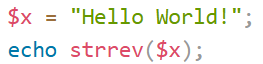 $x = "Hello World!";
echo strrev($x);